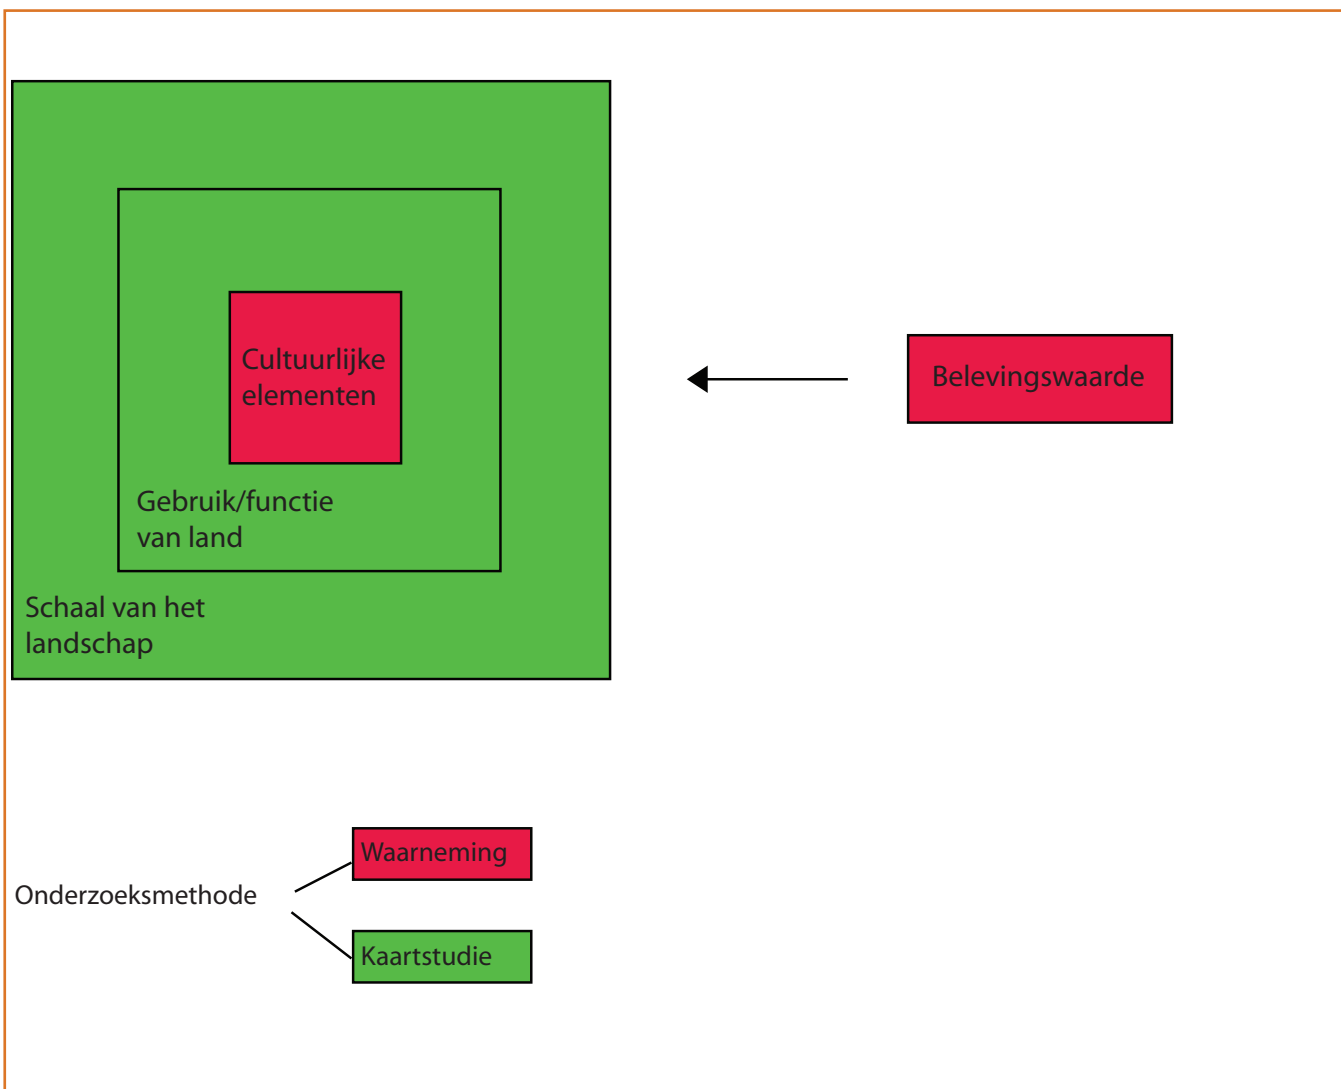 Cultuurlijke
elementen
Belevingswaarde
Gebruik/functie
van land
Schaal van het
landschap
Waarneming
Onderzoeksmethode
Kaartstudie